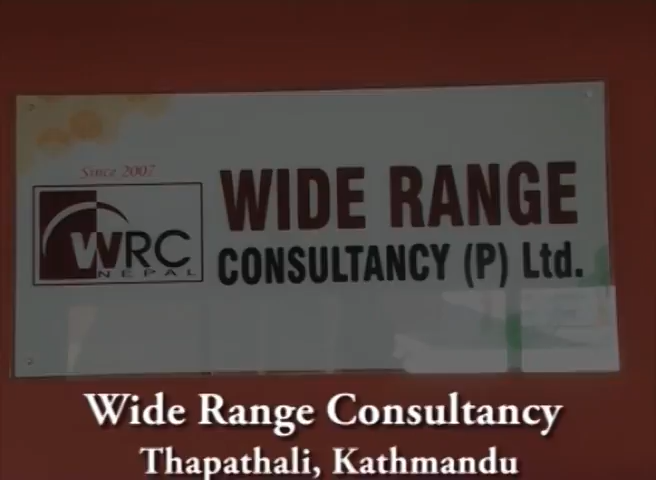 Since 2007
WRC
NEPAL
WIDE RANGE
CONSULTANCY (P) Ltd.
Wide Range Consultancy
Thapathali, Kathmandu